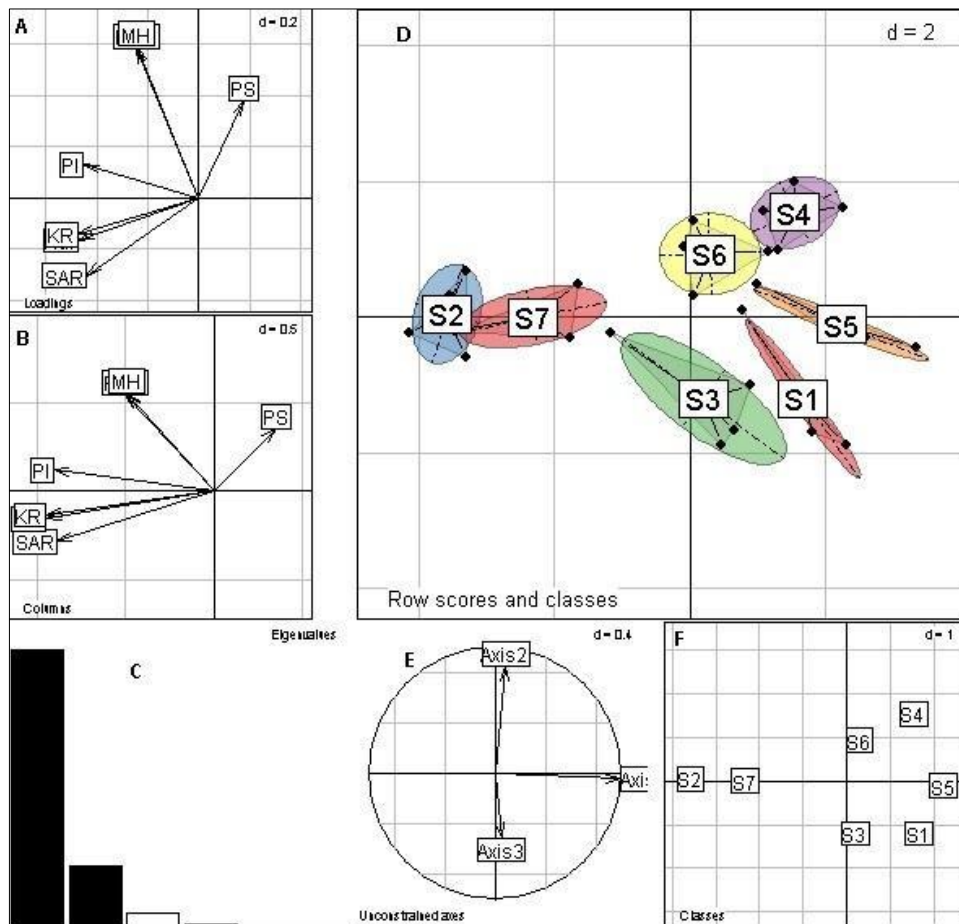 A
d = 0.2
MH
PS
PI
KR
SAR
Loadings
B
d = 0.5
MH
PS
PI
KR
SAR
Columns
D
d = 2
S4
S6
S2
S7
S5
S3
S1
Row scores and classes
Eigenvalues
C
E
d = 0.4
Axis2
Axis3
Unconstrained axes
F
d = 1
S4
S6
S2
S7
S5
S3
S1
Classes